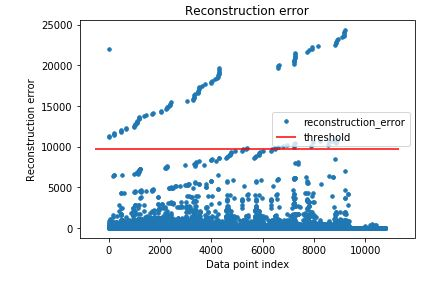 Reconstruction error
25000
20000
15000
10000
5000
0
Reconstruction error
reconstruction_error
threshold
0
2000
4000
6000
8000
10000
Data point index